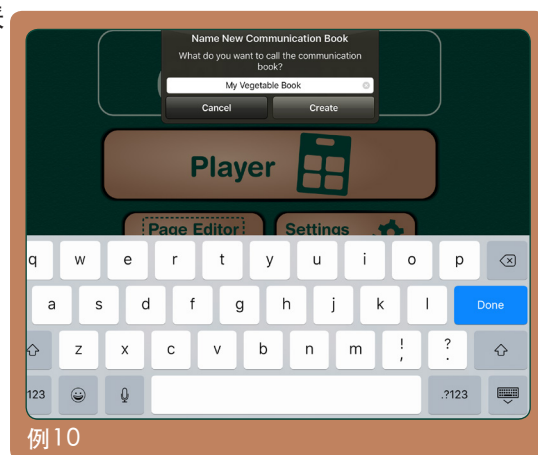 Name New Communication Book
What do you want to call the communication
book?
My Vegetable Book
Cancel Create
Player
Page Editor Settings
q w e r t y u i o p
a s d f g h j k l Done
z x c v b n m ! , ? .
123 .?123
例10